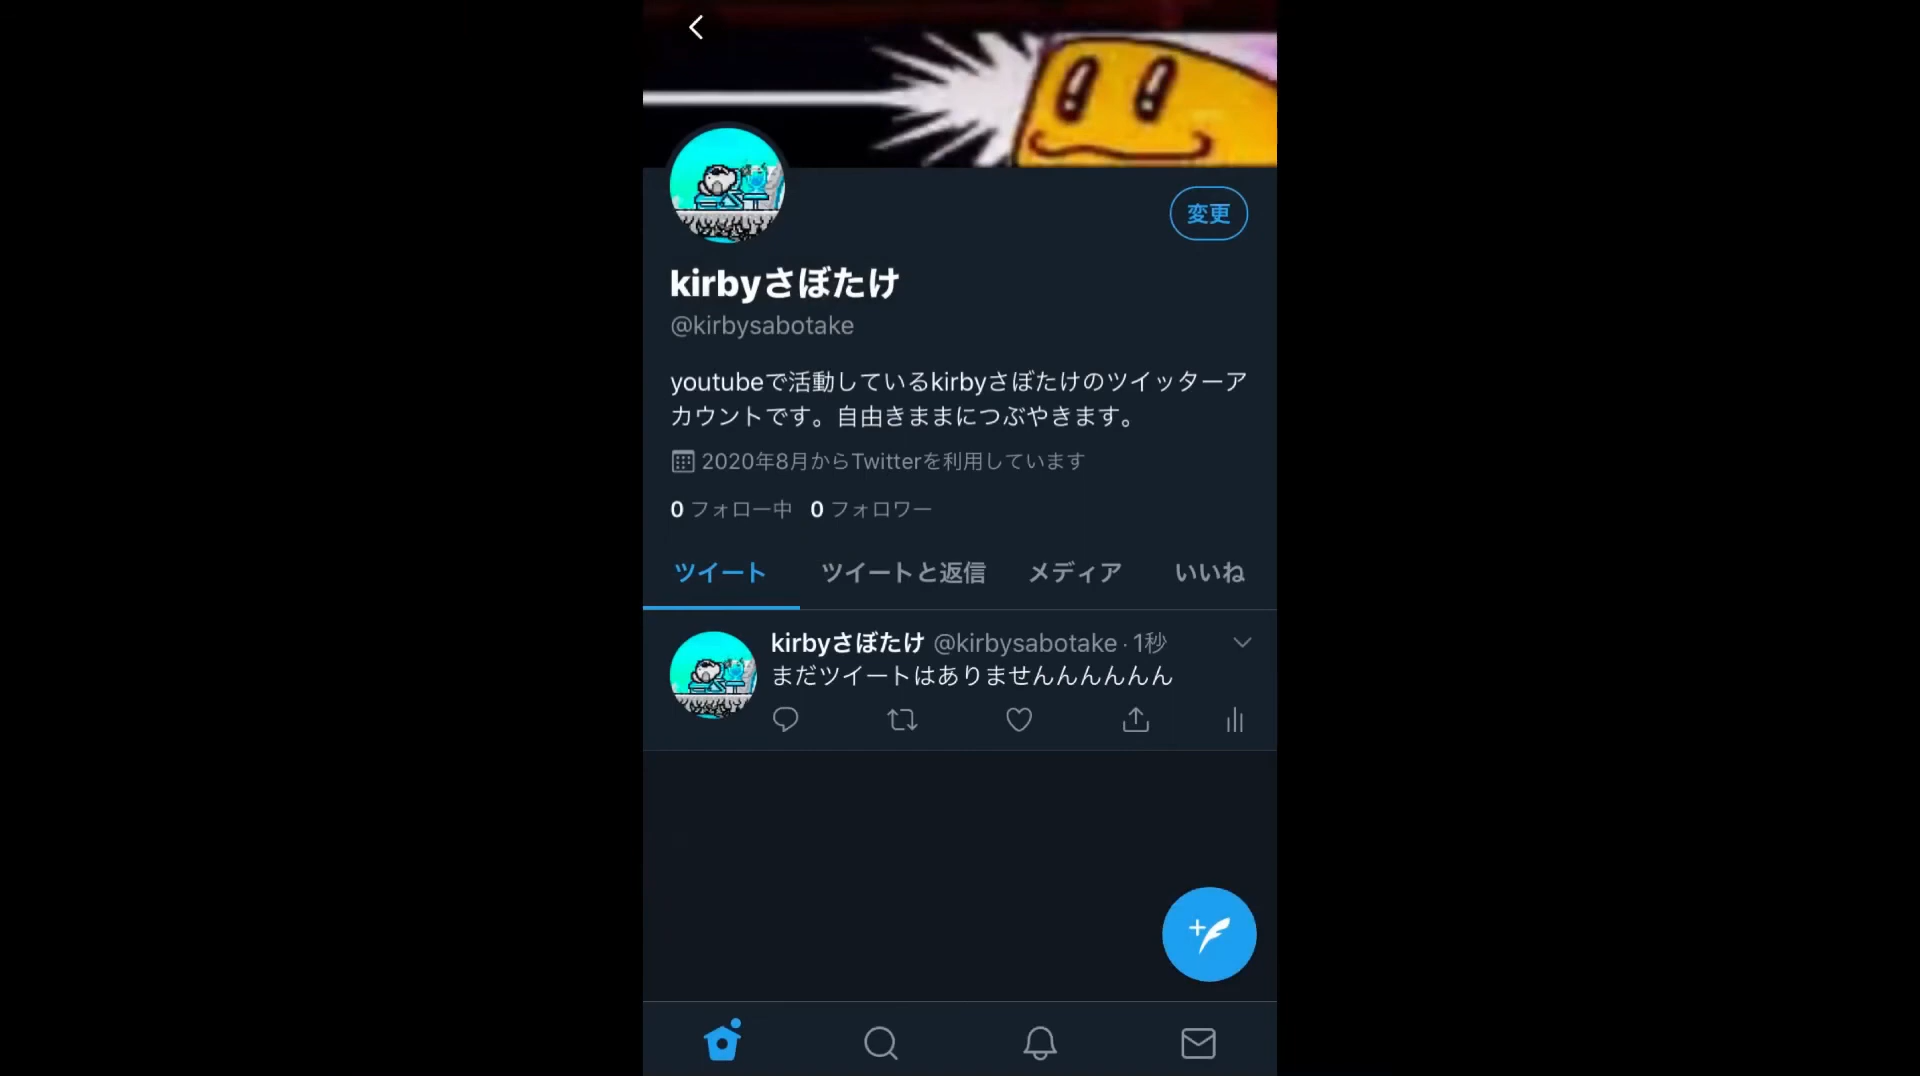 変更
kirbyさぼたけ
@kirbysabotake
youtubeで活動しているkirbyさぼたけのツイッターア
カウントです。自由きままにつぶやきます。
2020年8月からTwitterを利用しています
0 フォロー中 0 フォロワー
ツイート ツイートと返信 メディア いいね
kirbyさぼたけ @kirbysabotake · 1秒
まだツイートはありませんんんんんん